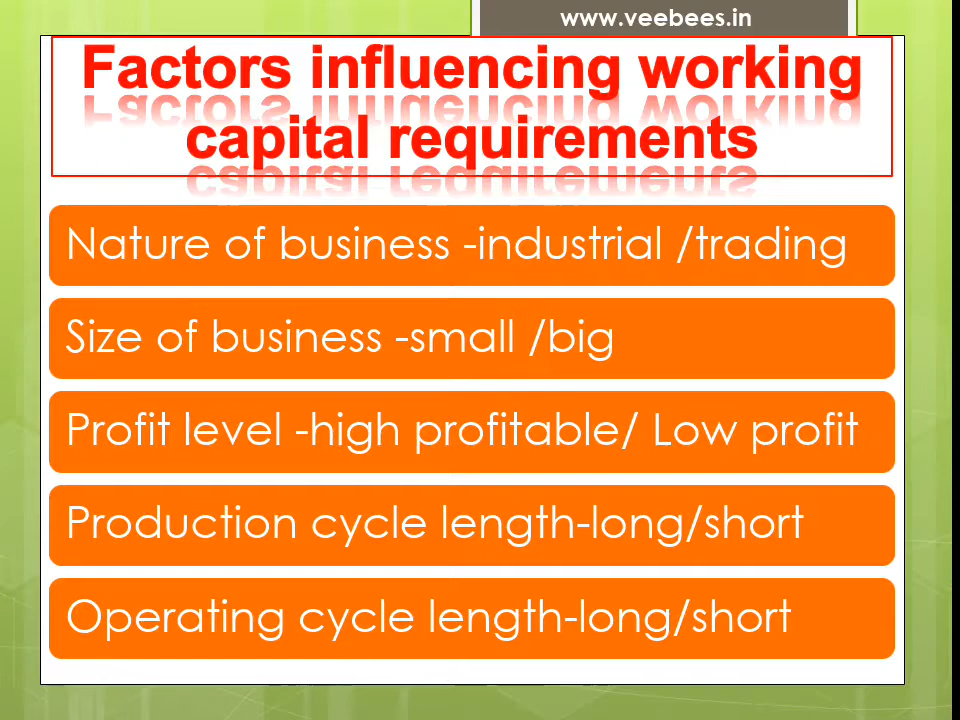 www.veebees.in
Factors influencing working
capital requirements
Nature of business -industrial /trading
Size of business -small /big
Profit level -high profitable/ Low profit
Production cycle length-long/short
Operating cycle length-long/short